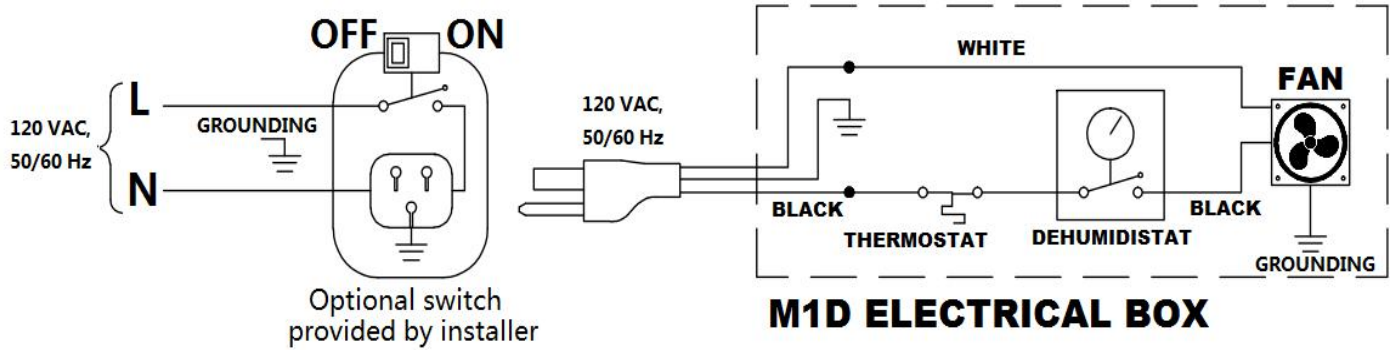 OFF ON
L
GROUNDING
120 VAC,
50/60 Hz
N
Optional switch
provided by installer
120 VAC,
50/60 Hz
WHITE
FAN
BLACK
THERMOSTAT
DEHUMIDISTAT
BLACK
GROUNDING
M1D ELECTRICAL BOX